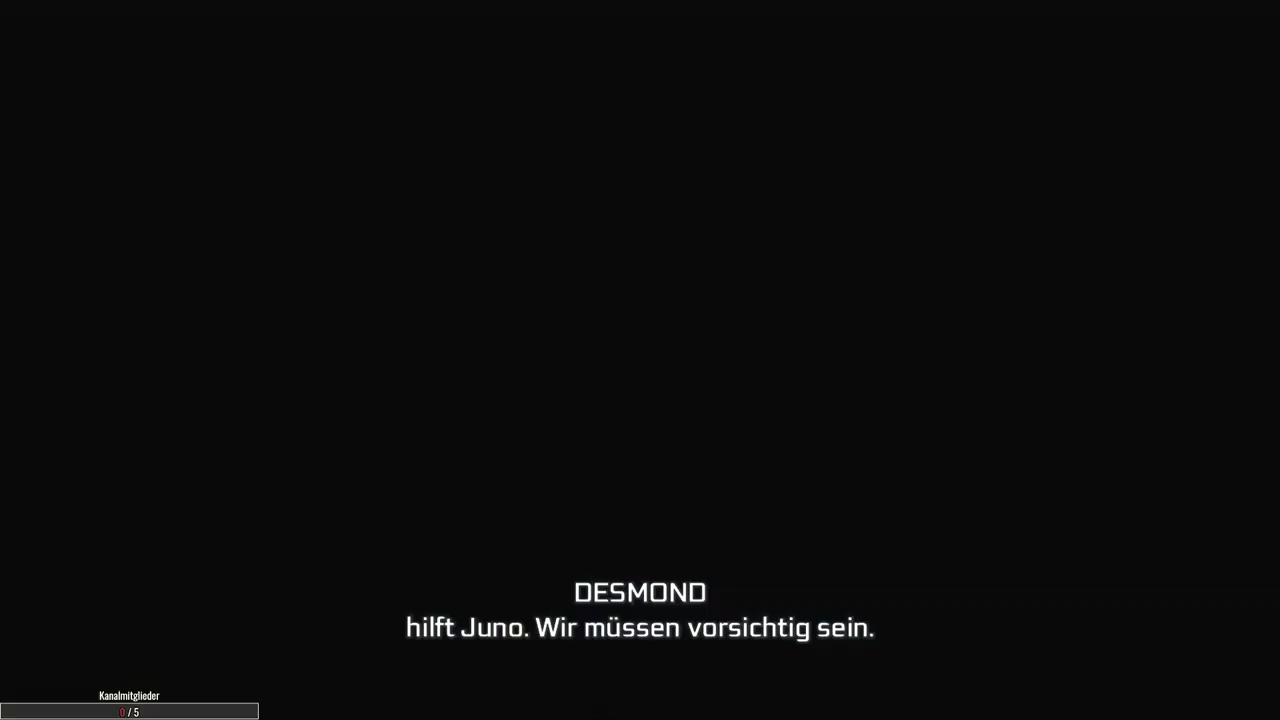 DESMOND
hilft Juno. Wir müssen vorsichtig sein.
Kanalmitglieder
0 / 5